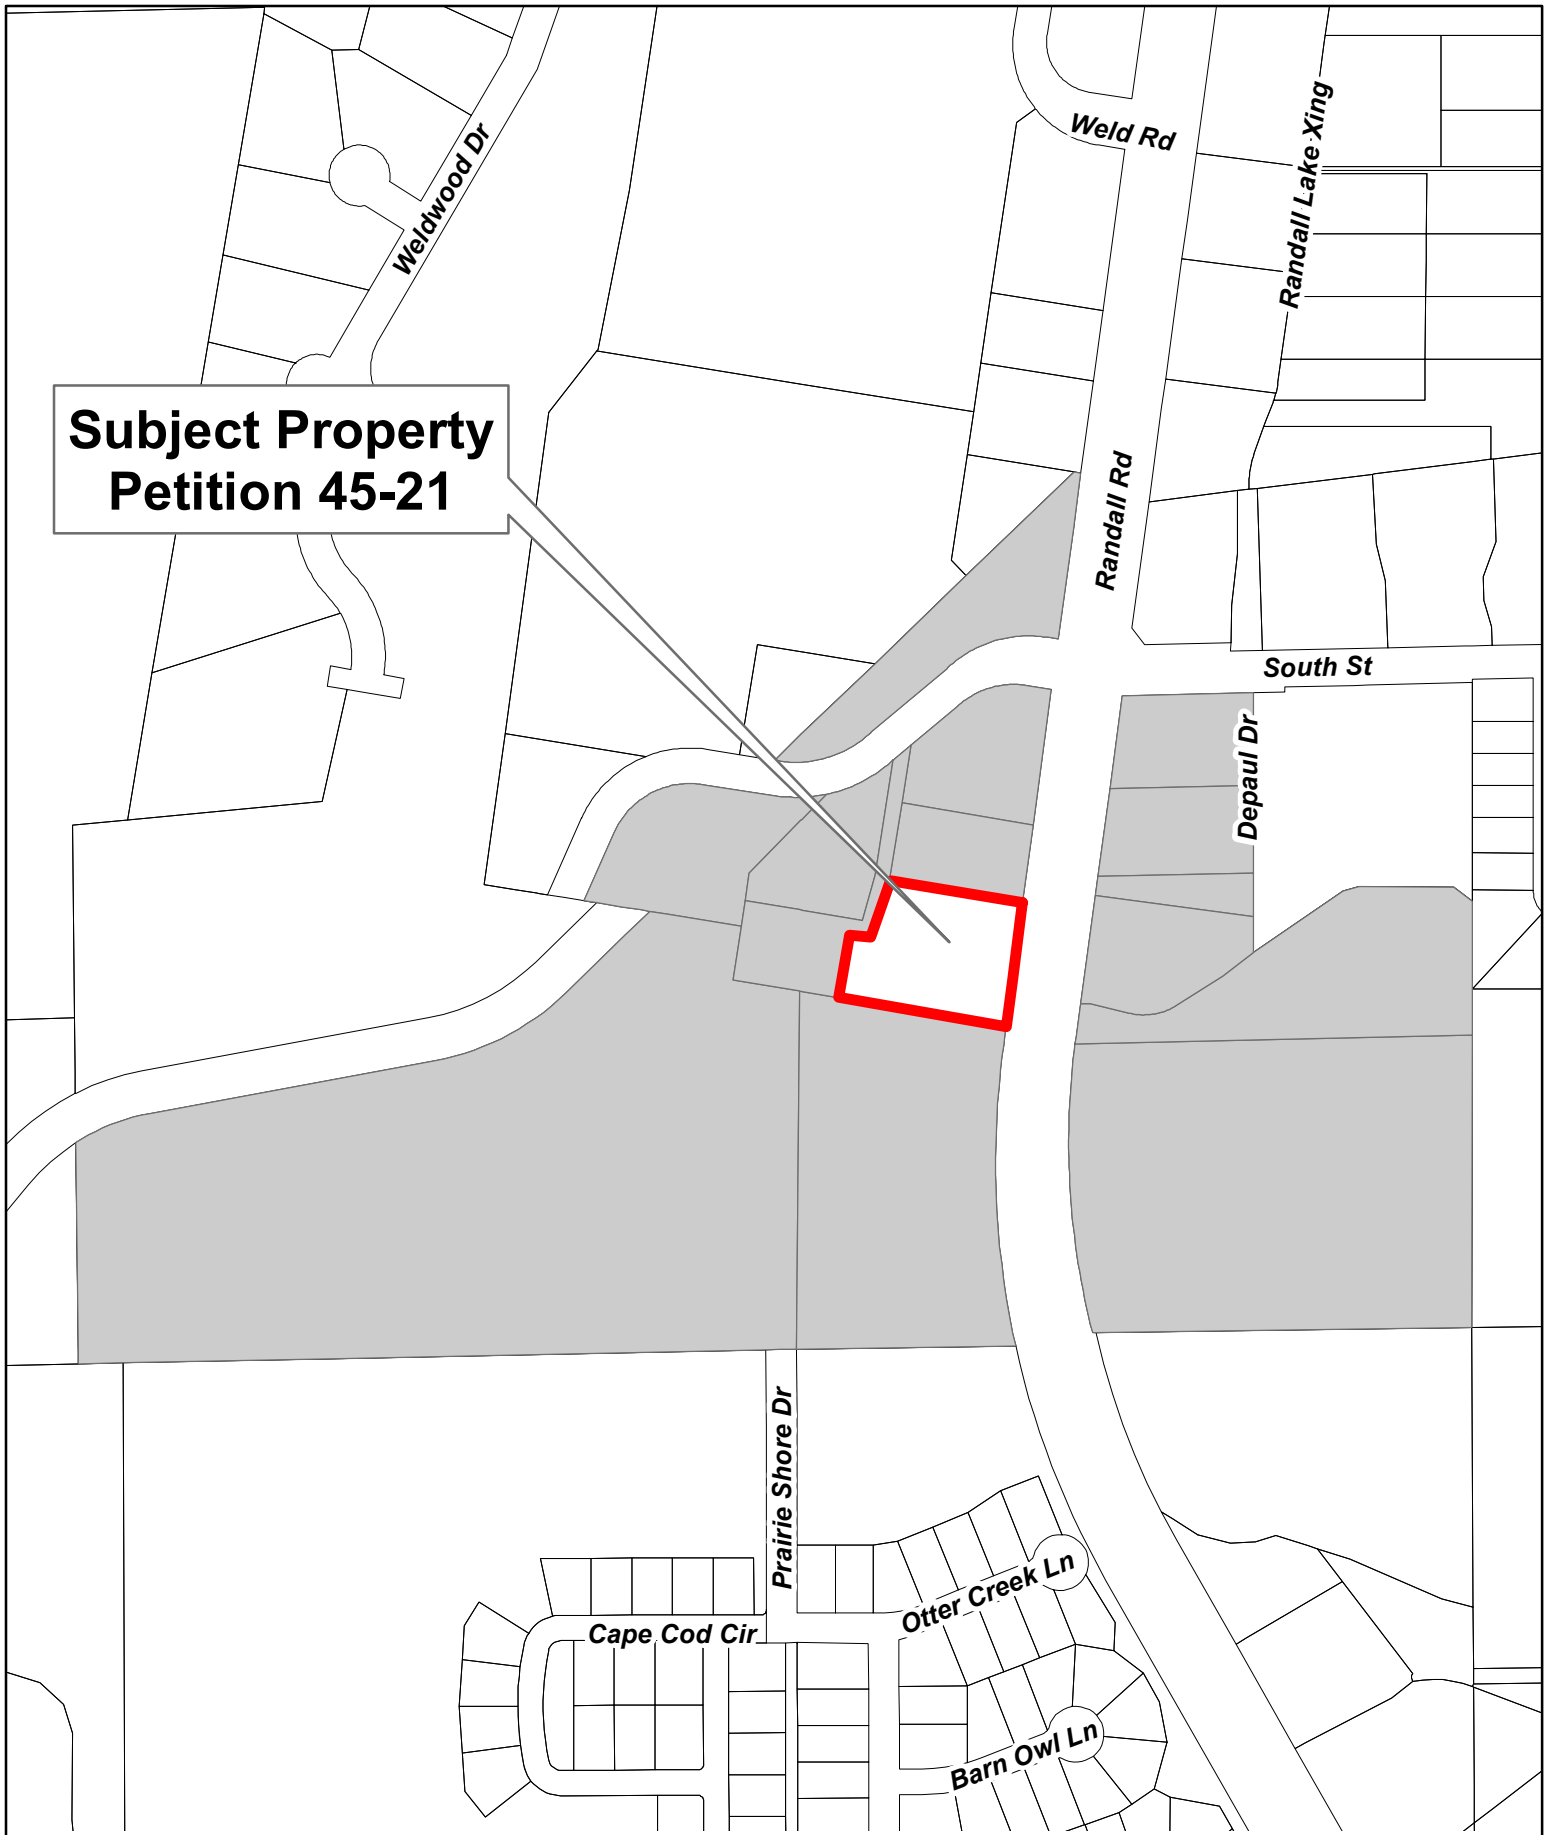 Weld Rd
Randall Lake Xing
Weldwood Dr
Subject Property
Petition 45-21
Randall Rd
South St
Depaul Dr
Prairie Shore Dr
Otter Creek Ln
Cape Cod Cir
Barn Owl Ln